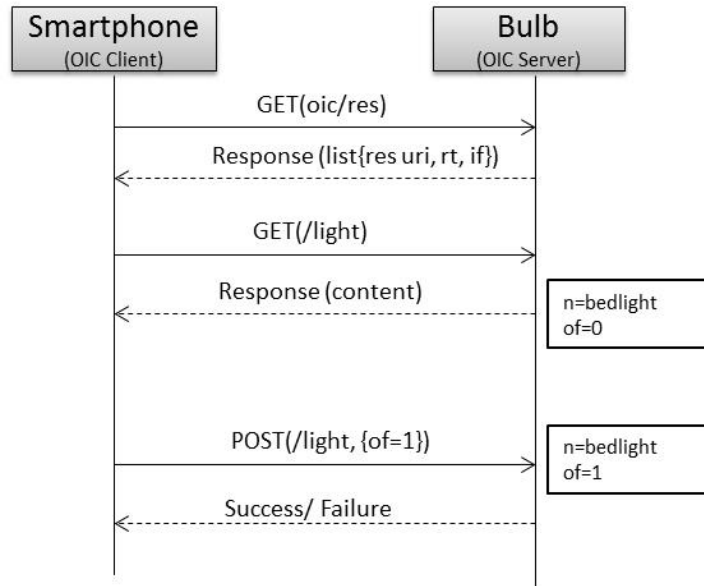 Smartphone
(OIC Client)
Bulb
(OIC Server)
GET(oic/res)
Response (list{res uri, rt, if})
GET(/light)
Response (content)
n=bedlight
of=0
POST(/light, {of=1})
n=bedlight
of=1
Success/ Failure